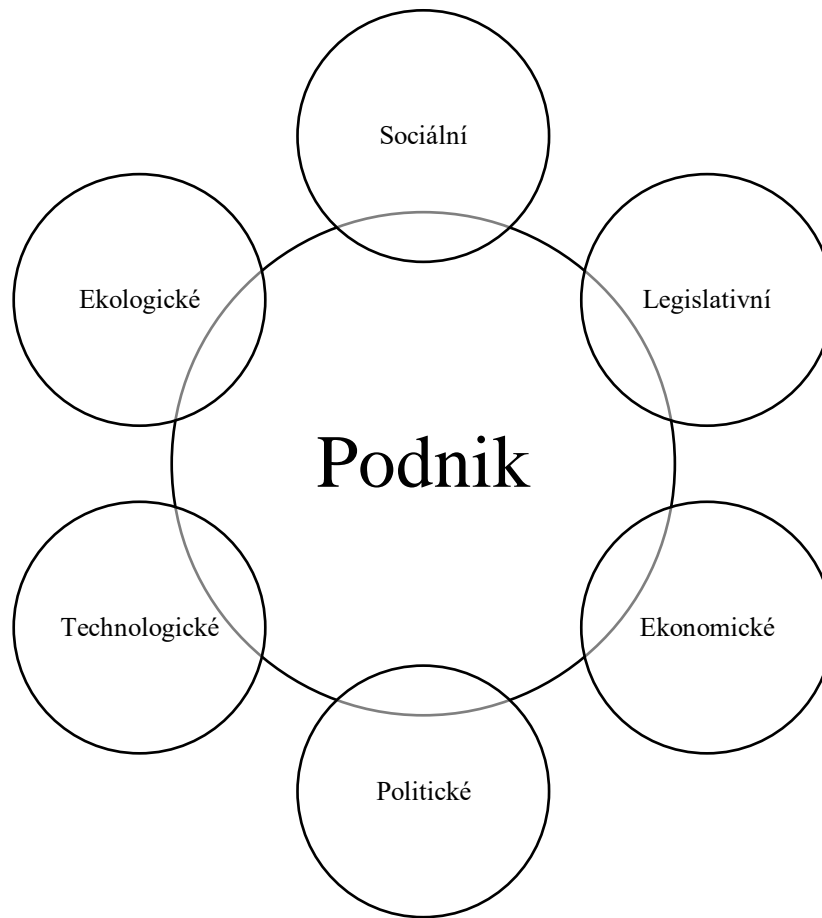 Sociální
Ekologické
Legislativní
Podnik
Technologické
Ekonomické
Politické